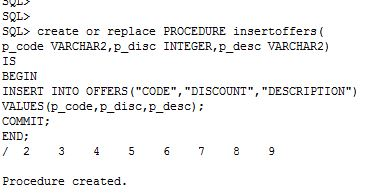 SQL>
SQL>
SQL> create or replace PROCEDURE insertoffers(
p_code VARCHAR2,p_disc INTEGER,p_desc VARCHAR2)
IS
BEGIN
INSERT INTO OFFERS("CODE","DISCOUNT","DESCRIPTION")
VALUES(p_code,p_disc,p_desc);
COMMIT;
END;
/  2    3    4    5    6    7    8    9
Procedure created.